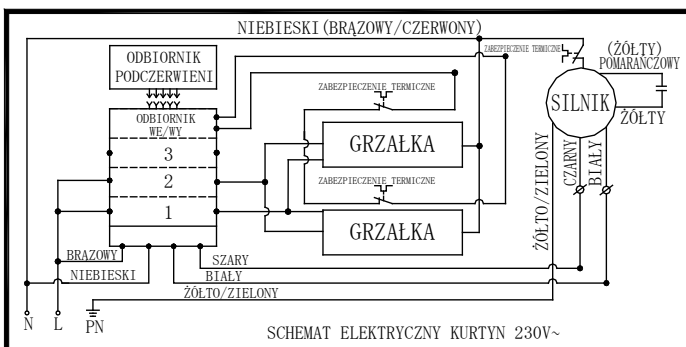 NIEBIESKI(BRĄZOWY/CZERWONY)
ZABEZPIECZENIE TERMICZNE
(ŻÓŁTY)
POMARAŃCZOWY
ODBIORNIK
PODCZERWIENI
ZABEZPIECZENIE TERMICZNE
SILNIK
ODBIORNIK
WE/WY
ŻÓŁTY
GRZAŁKA
3
2
1
ZABEZPIECZENIE TERMICZNE
GRZAŁKA
ŻÓŁTO/ZIELONY
CZARNY
BIAŁY
BRAZOWY
SZARY
NIEBIESKI
BIAŁY
ŻÓŁTO/ZIELONY
N
L
PN
SCHEMAT ELEKTRYCZNY KURTYN 230V~